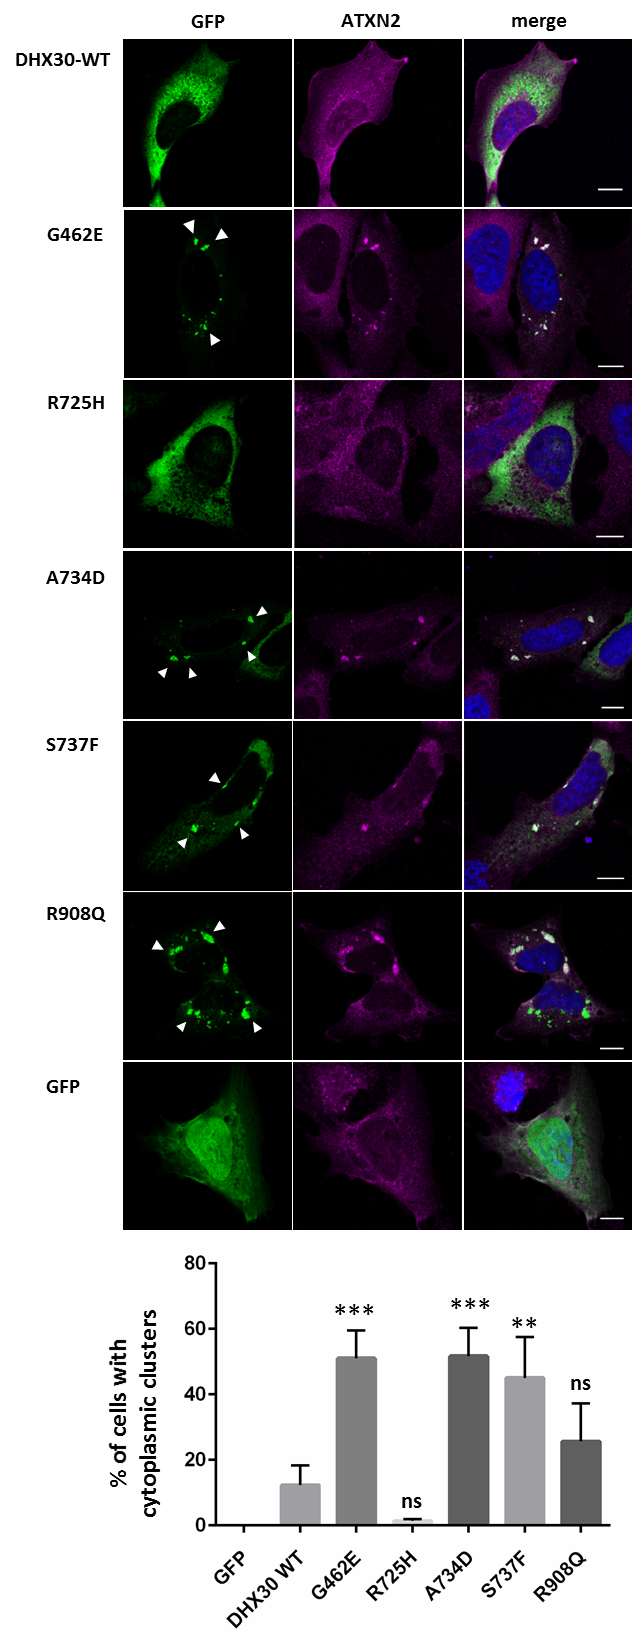 GFP ATXN2 merge
DHX30-WT
G462E
R725H
A734D
S737F
R908Q
GFP
% of cells with
cytoplasmic clusters
80
60
40
20
0
***
ns
***
**
ns
GFP
DHX30 WT
G462E
R725H
A734D
S737F
R908Q